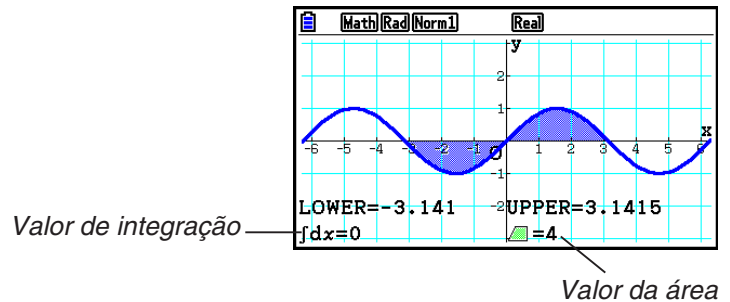 Math Rad Norm1 Real
y
2
1
x
-6 -5 -4 -3 -2 -1 O 1 2 3 4 5 6
-1
LOWER=-3.141 -2 UPPER=3.1415
Valor de integração ∫dx=0 =4
Valor da área